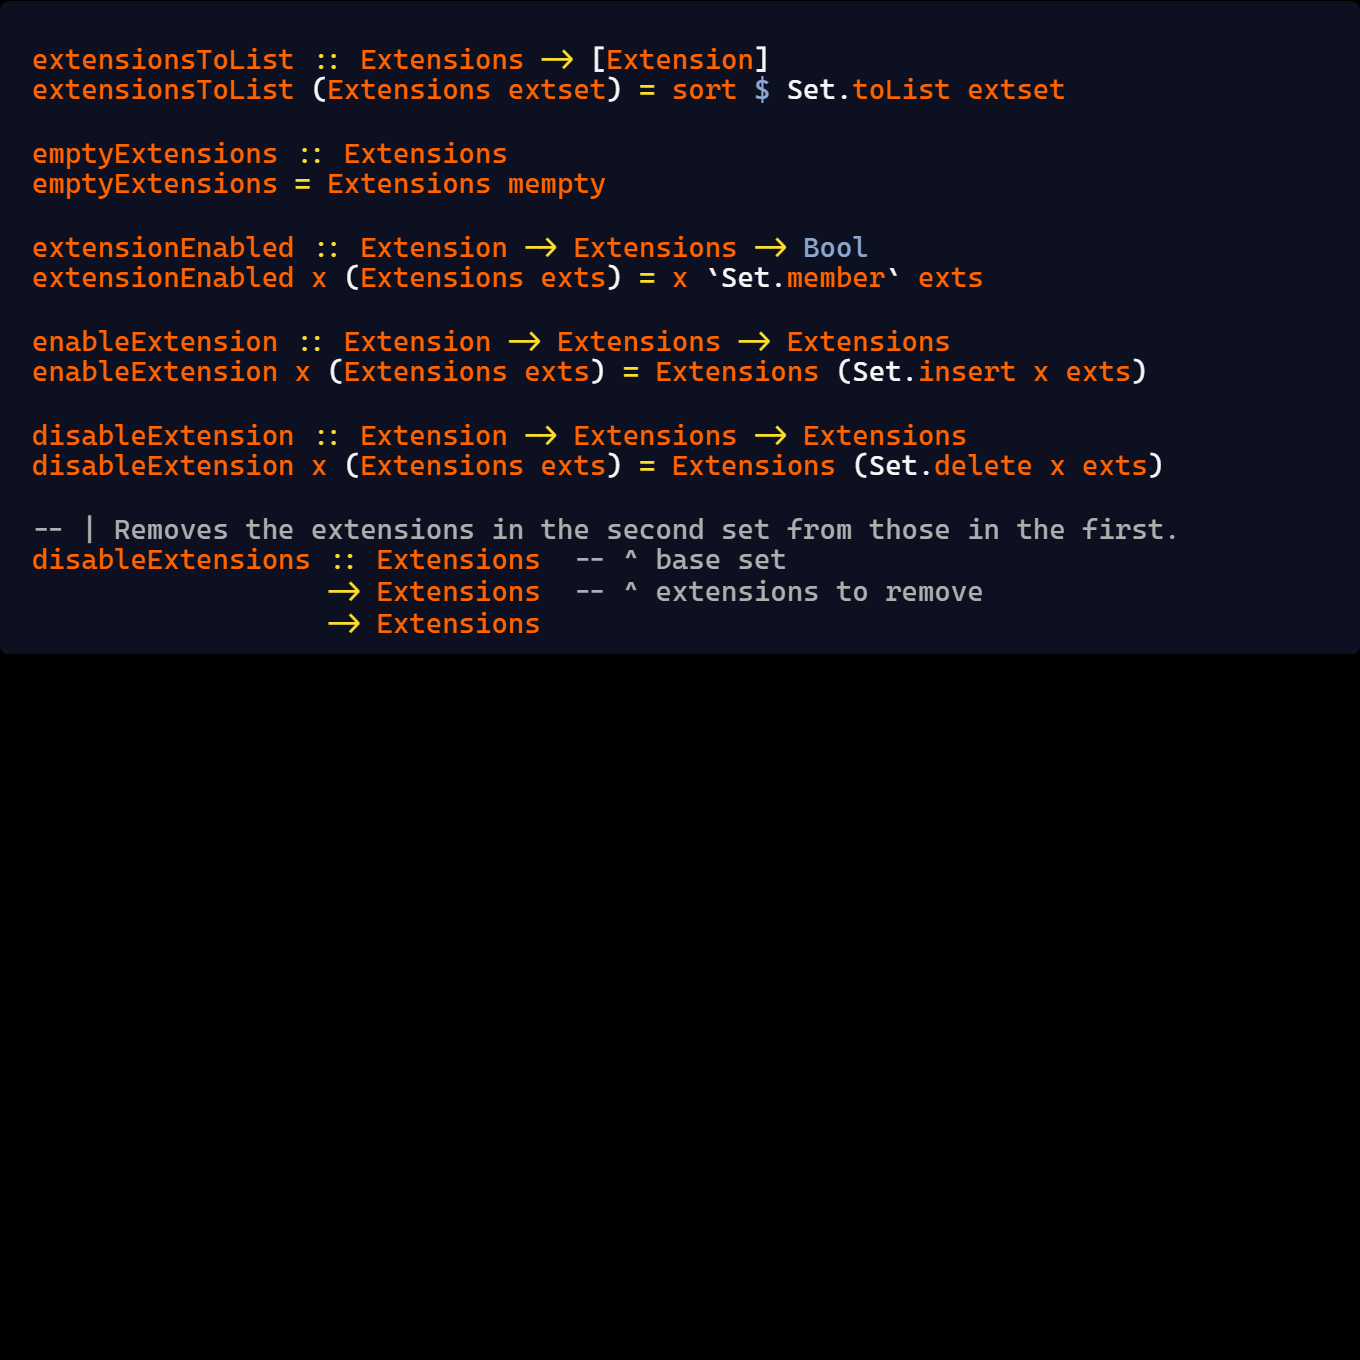 extensionsToList :: Extensions -> [Extension]
extensionsToList (Extensions extset) = sort $ Set.toList extset

emptyExtensions :: Extensions
emptyExtensions = Extensions mempty

extensionEnabled :: Extension -> Extensions -> Bool
extensionEnabled x (Extensions exts) = x `Set.member` exts

enableExtension :: Extension -> Extensions -> Extensions
enableExtension x (Extensions exts) = Extensions (Set.insert x exts)

disableExtension :: Extension -> Extensions -> Extensions
disableExtension x (Extensions exts) = Extensions (Set.delete x exts)

-- | Removes the extensions in the second set from those in the first.
disableExtensions :: Extensions  -- ^ base set
                  -> Extensions  -- ^ extensions to remove
                  -> Extensions